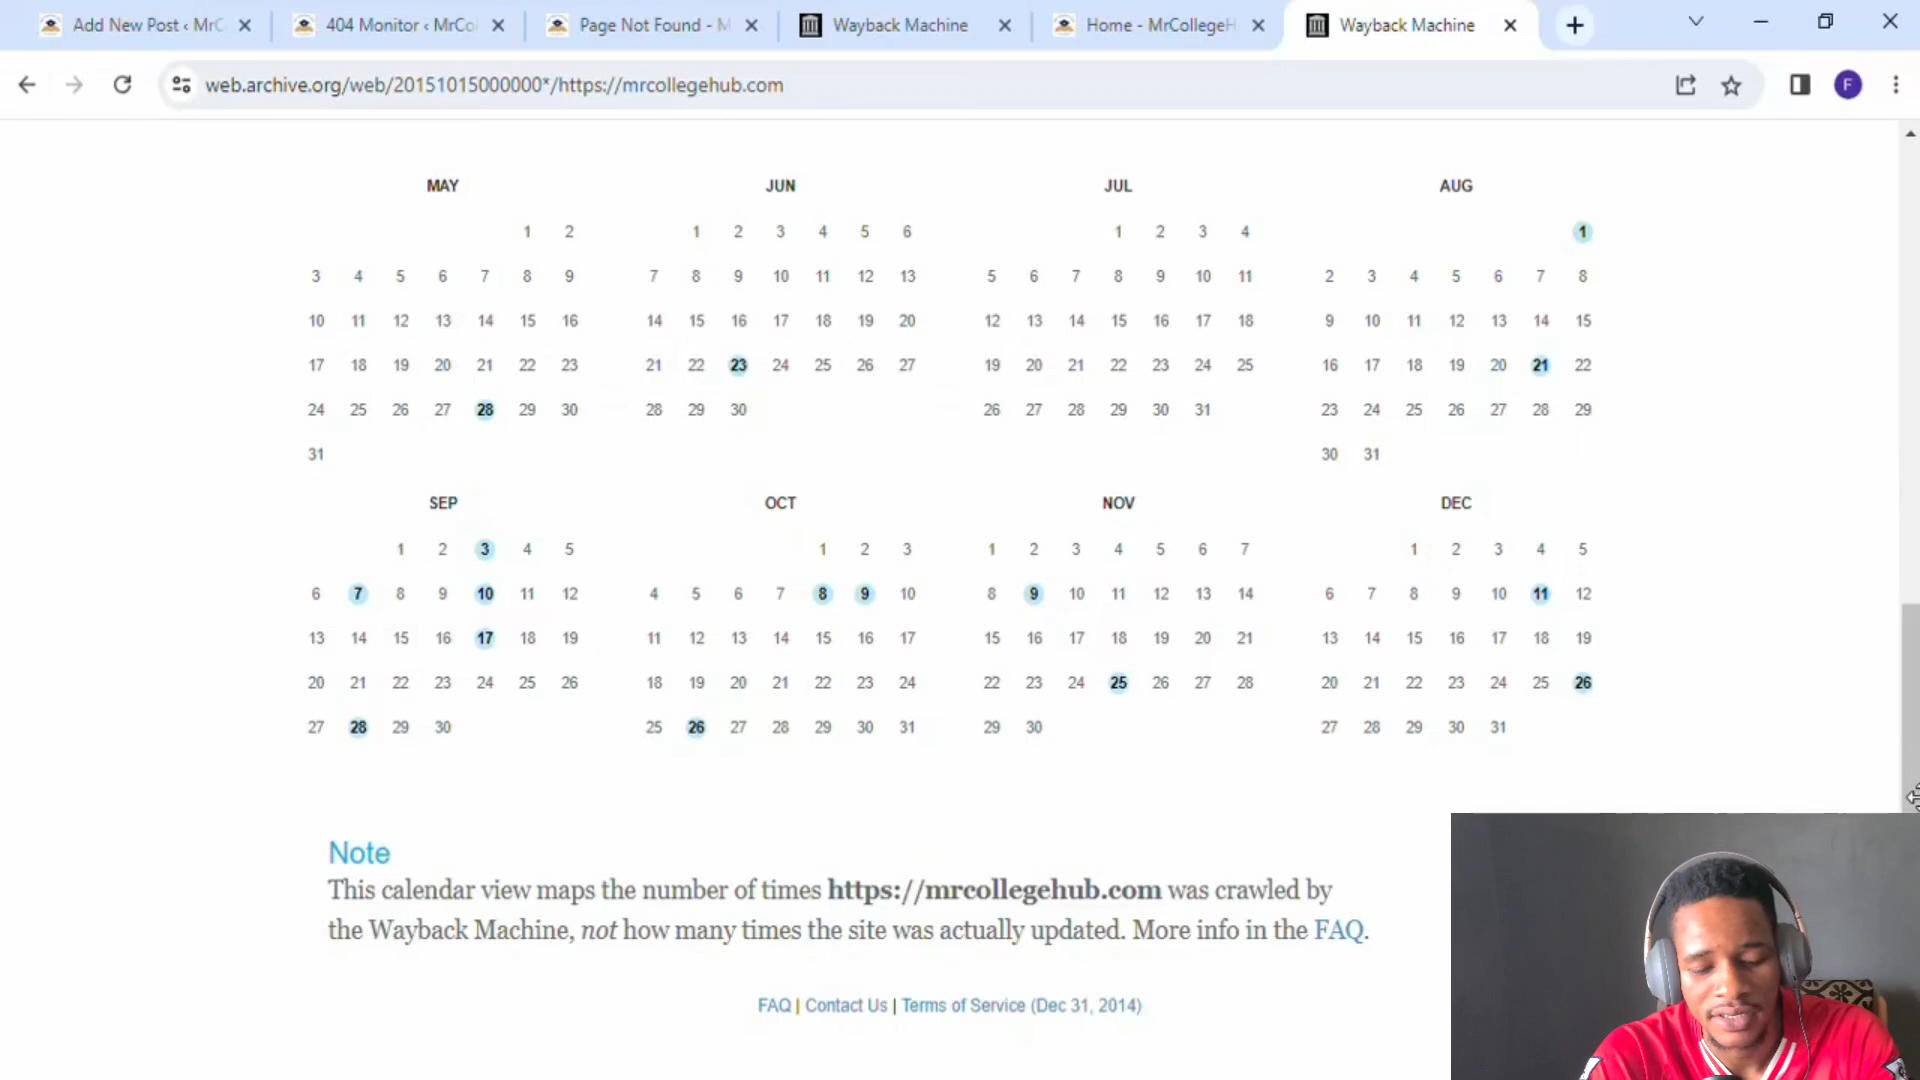 Add New Post ‹ MrC
404 Monitor ‹ MrCol
Page Not Found - M
Wayback Machine
Home - MrCollegeH
Wayback Machine
web.archive.org/web/20151015000000*/https://mrcollegehub.com
F
MAY JUN JUL AUG
1 2 1 2 3 4 5 6 1 2 3 4 1
3 4 5 6 7 8 9 7 8 9 10 11 12 13 5 6 7 8 9 10 11 2 3 4 5 6 7 8
10 11 12 13 14 15 16 14 15 16 17 18 19 20 12 13 14 15 16 17 18 9 10 11 12 13 14 15
17 18 19 20 21 22 23 21 22 23 24 25 26 27 19 20 21 22 23 24 25 16 17 18 19 20 21 22
24 25 26 27 28 29 30 28 29 30 26 27 28 29 30 31 23 24 25 26 27 28 29
31 30 31
SEP OCT NOV DEC
1 2 3 4 5 1 2 3 1 2 3 4 5 6 7 1 2 3 4 5
6 7 8 9 10 11 12 4 5 6 7 8 9 10 8 9 10 11 12 13 14 6 7 8 9 10 11 12
13 14 15 16 17 18 19 11 12 13 14 15 16 17 15 16 17 18 19 20 21 13 14 15 16 17 18 19
20 21 22 23 24 25 26 18 19 20 21 22 23 24 22 23 24 25 26 27 28 20 21 22 23 24 25 26
27 28 29 30 25 26 27 28 29 30 31 29 30 27 28 29 30 31
Note
This calendar view maps the number of times https://mrcollegehub.com was crawled by
the Wayback Machine, not how many times the site was actually updated. More info in the FAQ.
FAQ | Contact Us | Terms of Service (Dec 31, 2014)